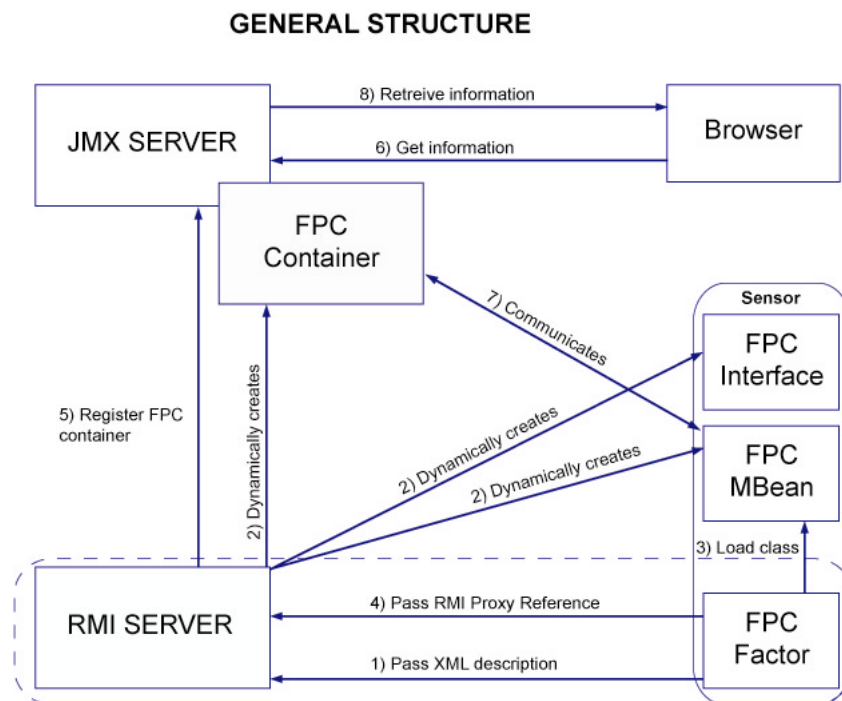 GENERAL STRUCTURE
JMX SERVER
8) Retreive information
6) Get information
Browser
FPC
Container
7) Communicates
Sensor
FPC
Interface
5) Register FPC
container
2) Dynamically creates
2) Dynamically creates
2) Dynamically creates
FPC
MBean
3) Load class
RMI SERVER
4) Pass RMI Proxy Reference
1) Pass XML description
FPC
Factor